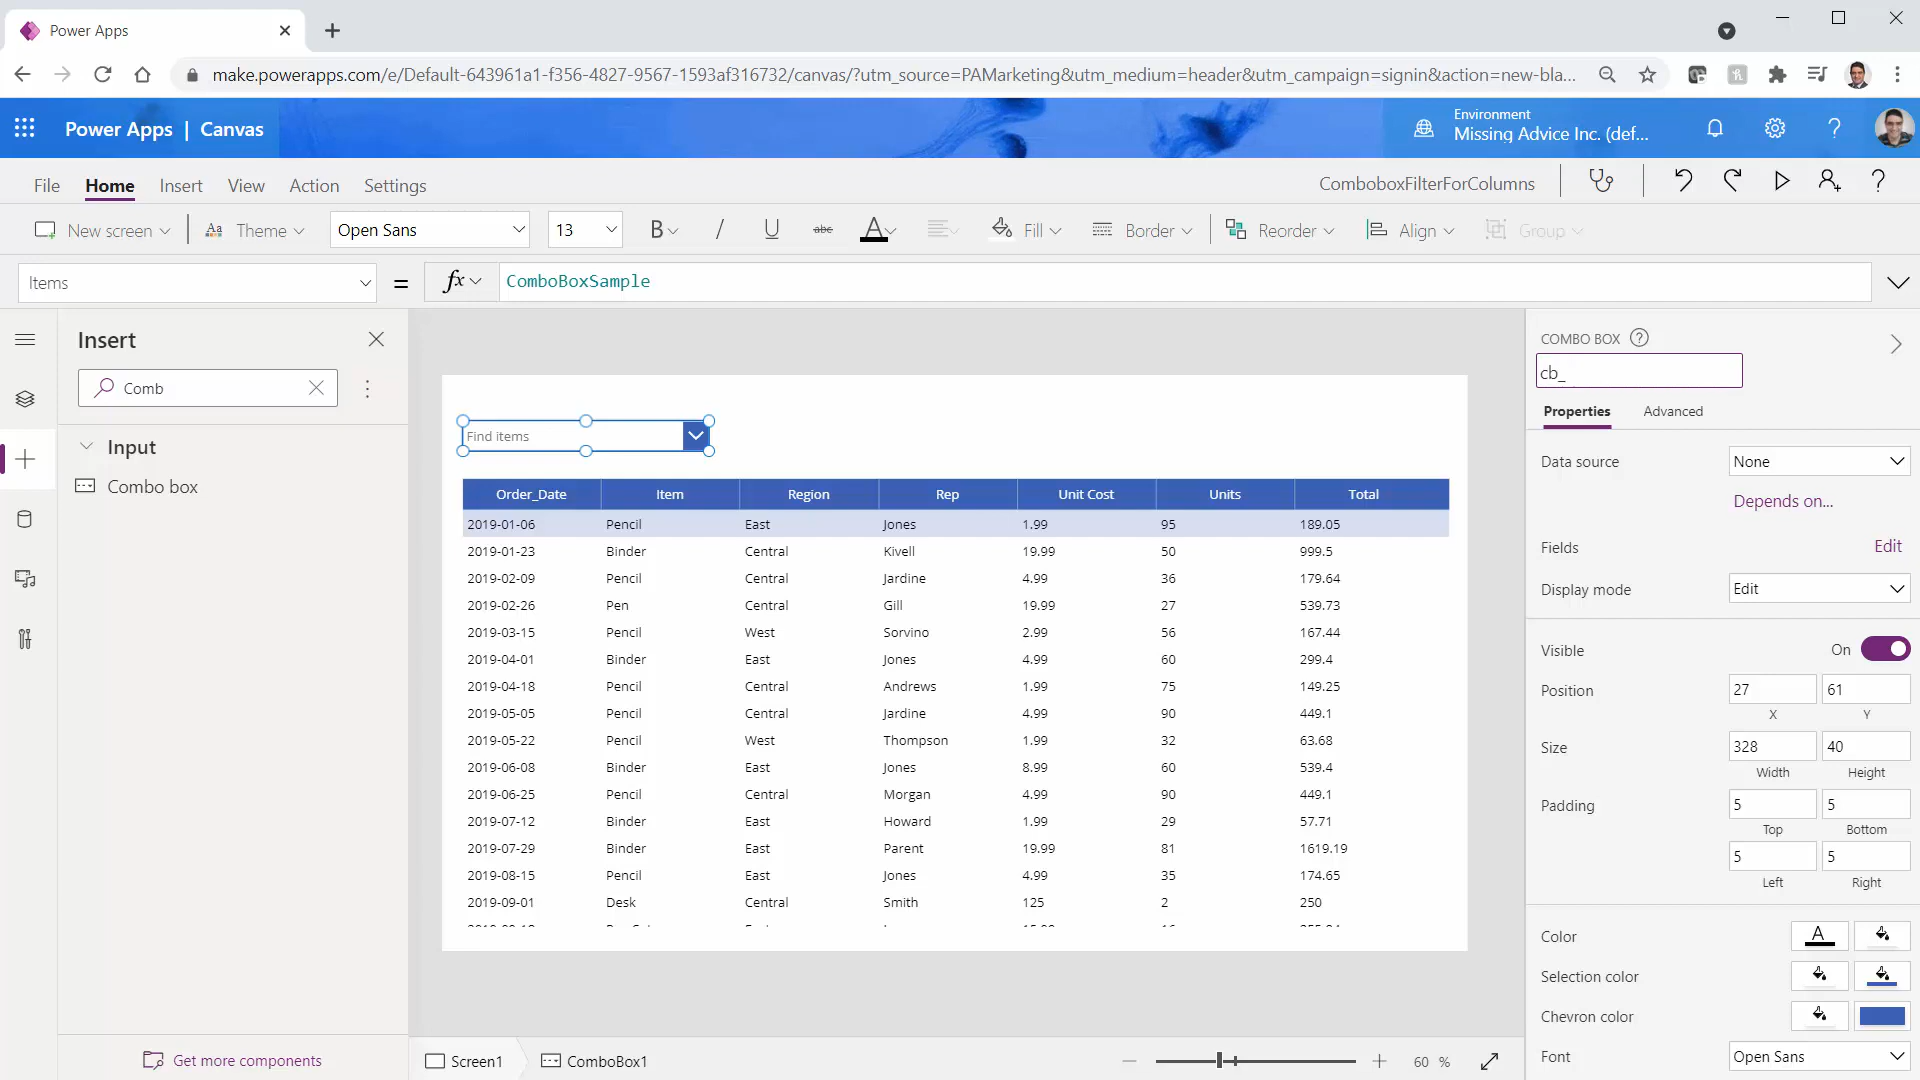 Power Apps
make.powerapps.com/e/Default-643961a1-f356-4827-9567-1593af316732/canvas/?utm_source=PAMarketing&utm_medium=header&utm_campaign=signin&action=new-bla...
Power Apps | Canvas
Environment
Missing Advice Inc. (def...
File Home Insert View Action Settings
ComboboxFilterForColumns
New screen Aa Theme Open Sans 13 B / U abc A Fill Border Reorder Align Group
Items = fx ComboBoxSample
Insert
Comb
Input
Combo box
Get more components
Find items
Order_Date Item Region Rep Unit Cost Units Total
2019-01-06 Pencil East Jones 1.99 95 189.05
2019-01-23 Binder Central Kivell 19.99 50 999.5
2019-02-09 Pencil Central Jardine 4.99 36 179.64
2019-02-26 Pen Central Gill 19.99 27 539.73
2019-03-15 Pencil West Sorvino 2.99 56 167.44
2019-04-01 Binder East Jones 4.99 60 299.4
2019-04-18 Pencil Central Andrews 1.99 75 149.25
2019-05-05 Pencil Central Jardine 4.99 90 449.1
2019-05-22 Pencil West Thompson 1.99 32 63.68
2019-06-08 Binder East Jones 8.99 60 539.4
2019-06-25 Pencil Central Morgan 4.99 90 449.1
2019-07-12 Binder East Howard 1.99 29 57.71
2019-07-29 Binder East Parent 19.99 81 1619.19
2019-08-15 Pencil East Jones 4.99 35 174.65
2019-09-01 Desk Central Smith 125 2 250
Screen1 ComboBox1
60 %
COMBO BOX ?
cb_
Properties Advanced
Data source None
Depends on...
Fields Edit
Display mode Edit
Visible On
Position 27 61
X Y
Size 328 40
Width Height
Padding 5 5
Top Bottom
5 5
Left Right
Color A
Selection color
Chevron color
Font Open Sans